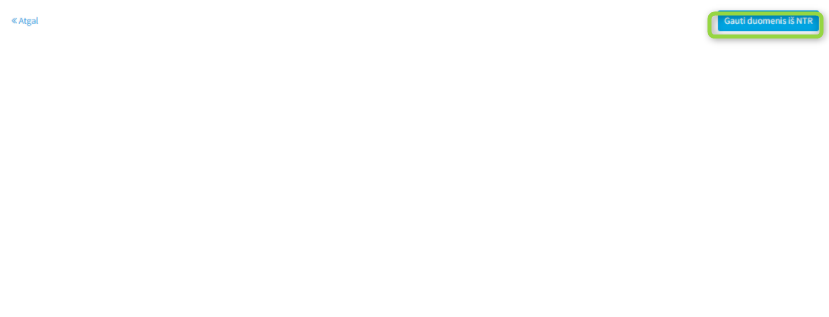 « Atgal
Gauti duomenis iš NTR